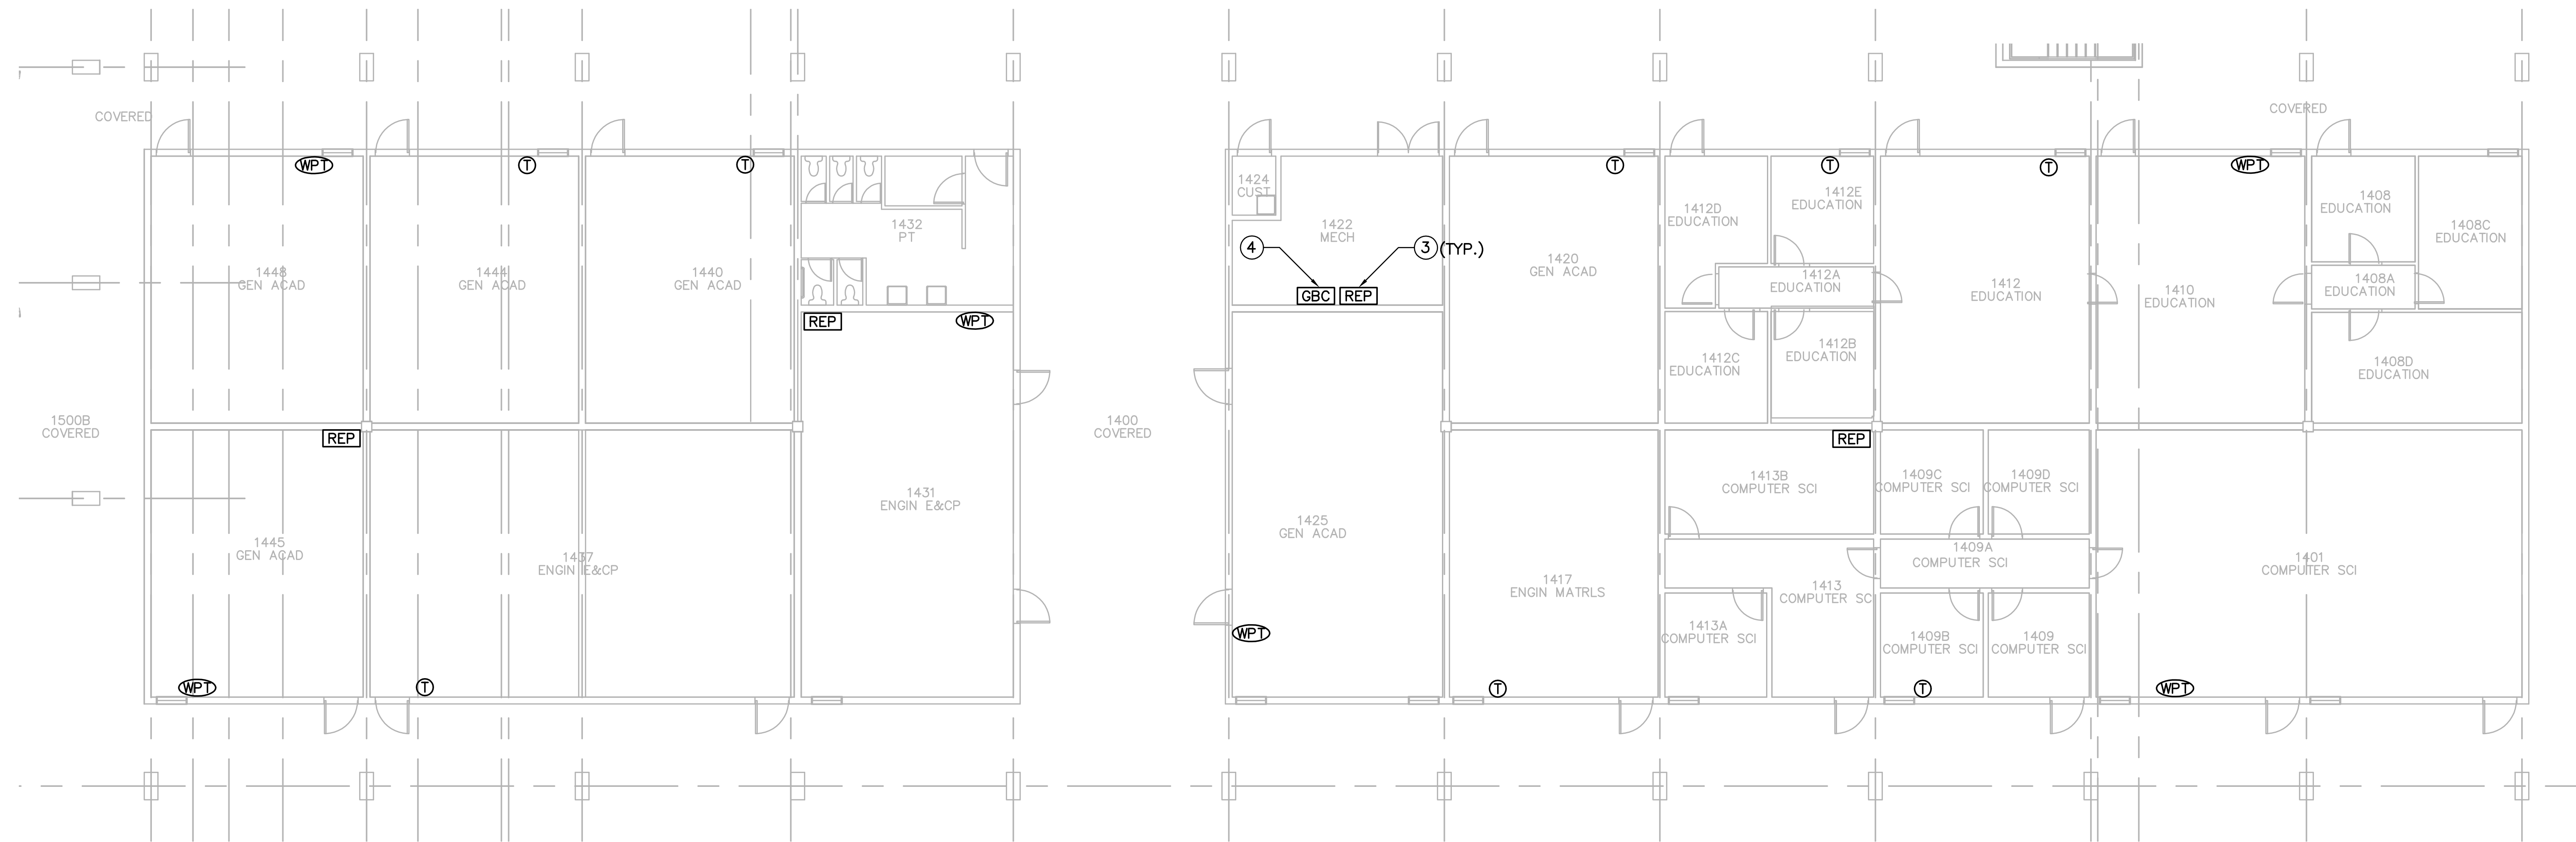 COVERED
COVERED
WPT
T
T
T
T
T
WPT
1424
CUST
1432
PT
1422
MECH
1412D
EDUCATION
1412E
EDUCATION
1408
EDUCATION
1408C
EDUCATION
4
3 (TYP.)
1448
GEN ACAD
1444
GEN ACAD
1440
GEN ACAD
1420
GEN ACAD
1412A
EDUCATION
1412
EDUCATION
1410
EDUCATION
1408A
EDUCATION
GBC
REP
REP
WPT
1412C
EDUCATION
1412B
EDUCATION
1408D
EDUCATION
1500B
COVERED
1400
COVERED
REP
REP
1431
ENGIN E&CP
1413B
COMPUTER SCI
1409C
COMPUTER SCI
1409D
COMPUTER SCI
1445
GEN ACAD
1437
ENGIN E&CP
1425
GEN ACAD
1417
ENGIN MATRLS
1413
COMPUTER SC
1409A
COMPUTER SCI
1401
COMPUTER SCI
WPT
1413A
COMPUTER SCI
1409B
COMPUTER SCI
1409
COMPUTER SCI
WPT
T
T
T
WPT